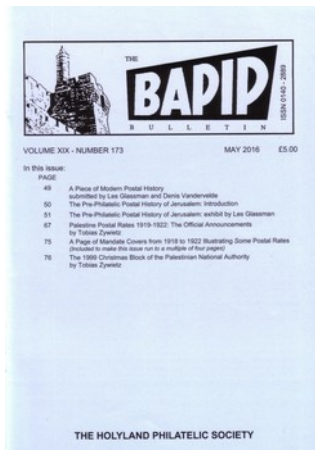 THE
BAPIP
BULLETIN
ISSN 0140 - 2889
VOLUME XIX - NUMBER 173 MAY 2016 £5.00
In this issue:
PAGE
49 A Piece of Modern Postal History
submitted by Les Glassman and Denis Vandervelde
50 The Pre-Philatelic Postal History of Jerusalem: Introduction
51 The Pre-Philatelic Postal History of Jerusalem: exhibit by Les Glassman
67 Palestine Postal Rates 1919-1922: The Official Announcements
by Tobias Zywietz
75 A Page of Mandate Covers from 1918 to 1922 Illustrating Some Postal Rates
(Included to make this issue run to a multiple of four pages)
76 The 1999 Christmas Block of the Palestinian National Authority
by Tobias Zywietz
THE HOLYLAND PHILATELIC SOCIETY